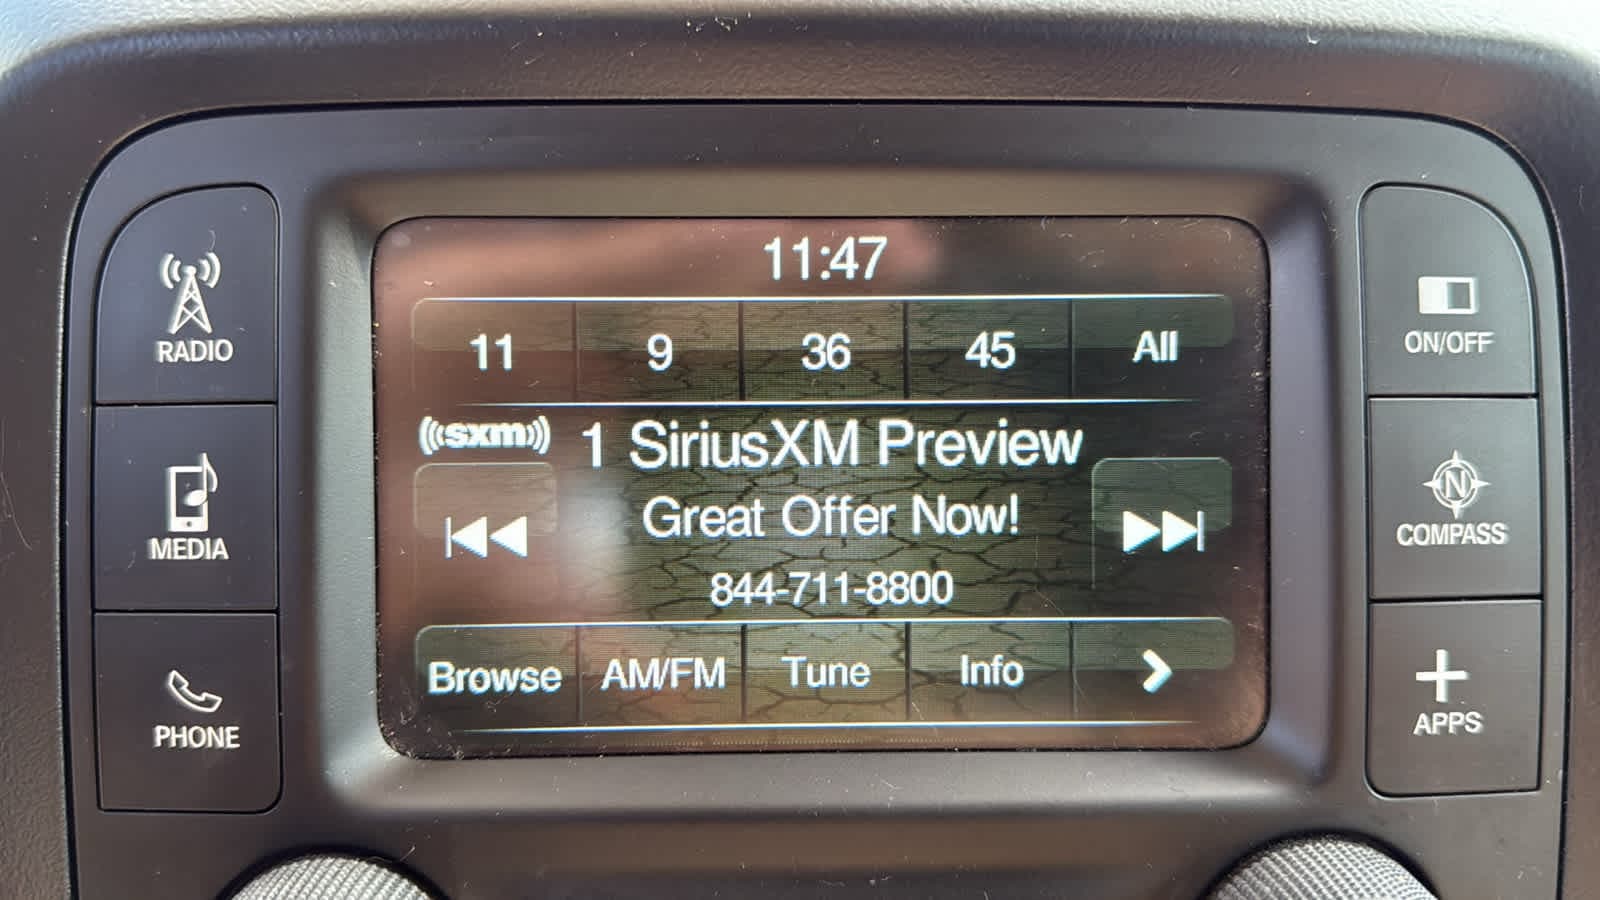 11:47
11 9 36 45 All
sxm 1 SiriusXM Preview
Great Offer Now!
844-711-8800
Browse AM/FM Tune Info
RADIO
MEDIA
PHONE
ON/OFF
N
COMPASS
APPS